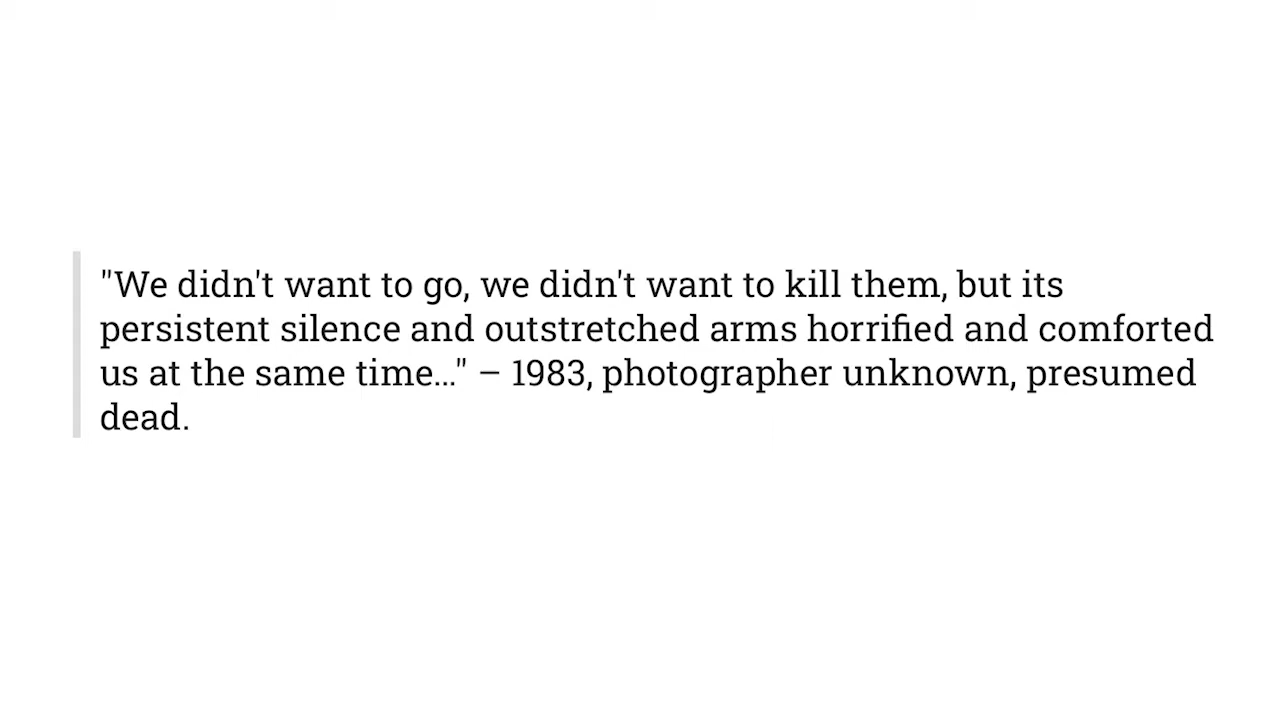 "We didn't want to go, we didn't want to kill them, but its
persistent silence and outstretched arms horrified and comforted
us at the same time…" – 1983, photographer unknown, presumed
dead.